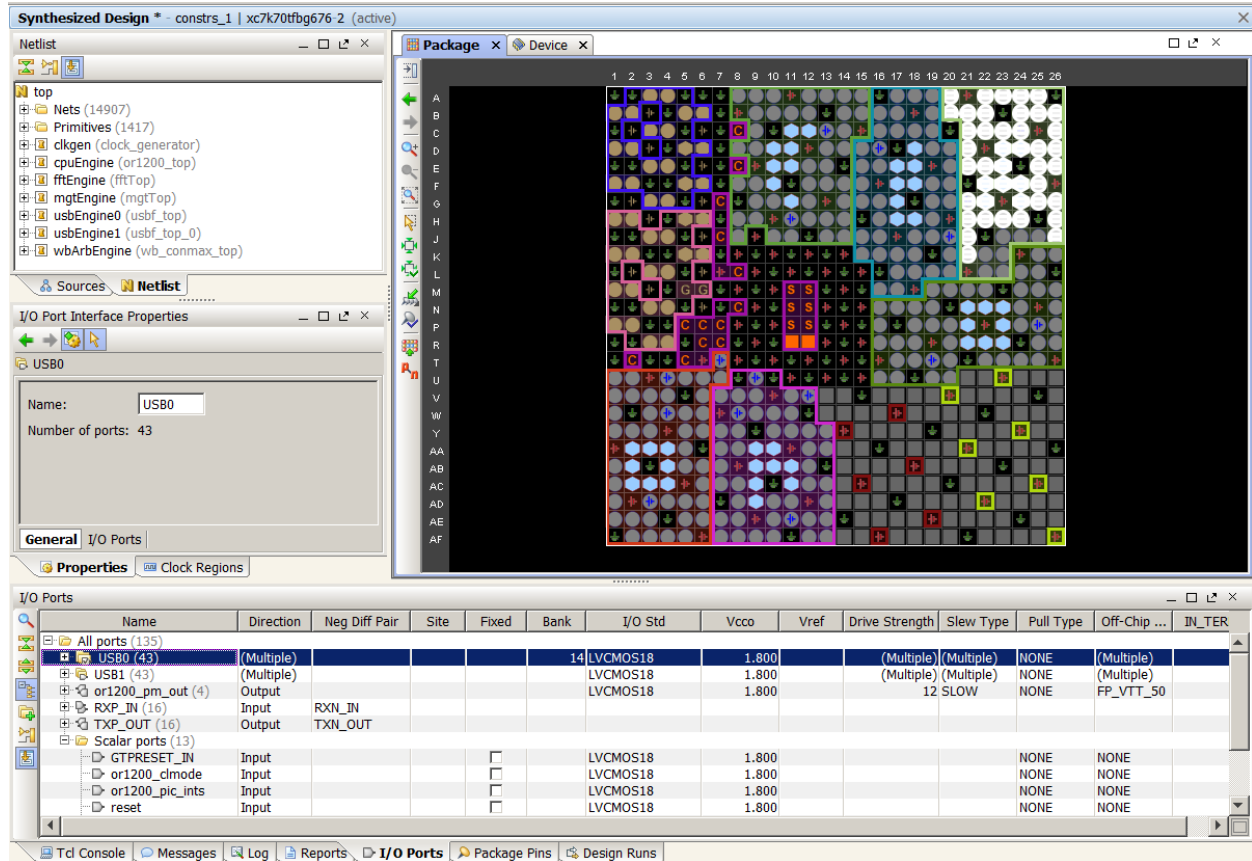 Synthesized Design * - constrs_1 | xc7k70tfbg676-2 (active)
Netlist
top
Nets (14907)
Primitives (1417)
clkgen (clock_generator)
cpuEngine (or1200_top)
fftEngine (fftTop)
mgtEngine (mgtTop)
usbEngine0 (usbf_top)
usbEngine1 (usbf_top_0)
wbArbEngine (wb_conmax_top)
Sources Netlist
I/O Port Interface Properties
USB0
Name: USB0
Number of ports: 43
General I/O Ports
Properties Clock Regions
Package Device
1 2 3 4 5 6 7 8 9 10 11 12 13 14 15 16 17 18 19 20 21 22 23 24 25 26
A
B
C C
D
E C
F
G C
H
J
K
L C
M G G S S
N C S S
P C C C S S
R C C
T C C
U
V
W
Y
AA
AB
AC
AD
AE
AF
I/O Ports
Name Direction Neg Diff Pair Site Fixed Bank I/O Std Vcco Vref Drive Strength Slew Type Pull Type Off-Chip ... IN_TER
All ports (135)
USB0 (43) (Multiple) 14 LVCMOS18 1.800 (Multiple) (Multiple) NONE (Multiple)
USB1 (43) (Multiple) LVCMOS18 1.800 (Multiple) (Multiple) NONE (Multiple)
or1200_pm_out (4) Output LVCMOS18 1.800 12 SLOW NONE FP_VTT_50
RXP_IN (16) Input RXN_IN
TXP_OUT (16) Output TXN_OUT
Scalar ports (13)
GTPRESET_IN Input LVCMOS18 1.800 NONE NONE
or1200_clmode Input LVCMOS18 1.800 NONE NONE
or1200_pic_ints Input LVCMOS18 1.800 NONE NONE
reset Input LVCMOS18 1.800 NONE NONE
Tcl Console Messages Log Reports I/O Ports Package Pins Design Runs